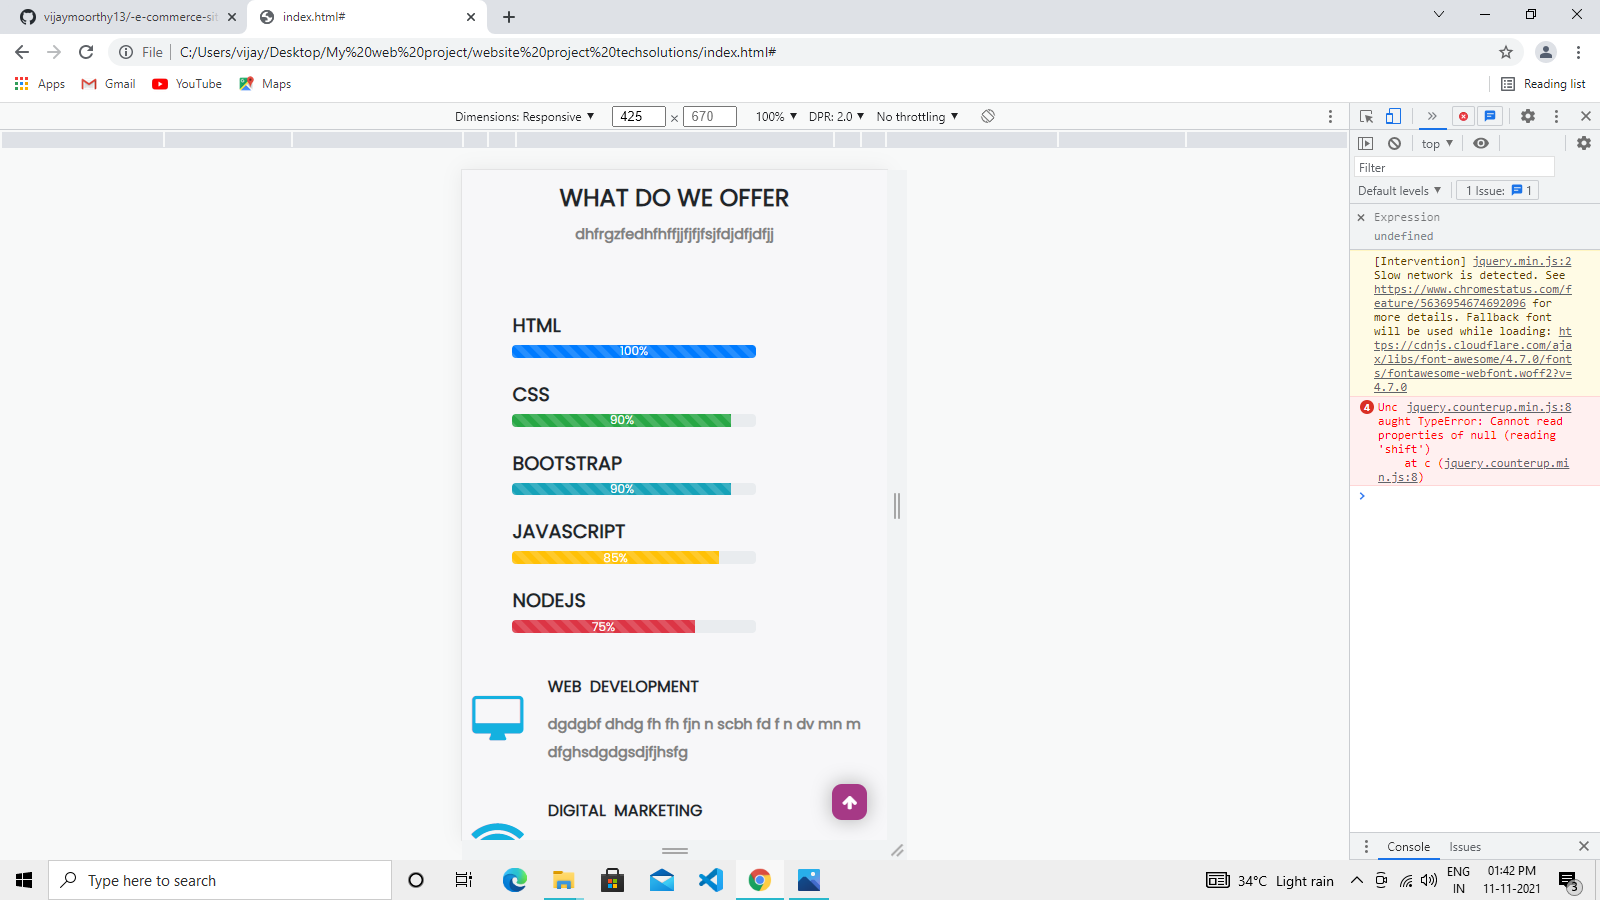 vijaymoorthy13/-e-commerce-sit
index.html#
File
C:/Users/vijay/Desktop/My%20web%20project/website%20project%20techsolutions/index.html#
Apps
Gmail
YouTube
Maps
Reading list
Dimensions: Responsive
425
×
670
100%
DPR: 2.0
No throttling
top
Filter
Default levels
1 Issue:
1
Expression
undefined
[Intervention] jquery.min.js:2
Slow network is detected. See
https://www.chromestatus.com/f
eature/5636954674692096 for
more details. Fallback font
will be used while loading: ht
tps://cdnjs.cloudflare.com/aja
x/libs/font-awesome/4.7.0/font
s/fontawesome-webfont.woff2?v=
4.7.0
4
Unc jquery.counterup.min.js:8
aught TypeError: Cannot read
properties of null (reading
'shift')
at c (jquery.counterup.mi
n.js:8)
WHAT DO WE OFFER
dhfrgzfedhfhffjjfjfjfsjfdjdfjdfjj
HTML
100%
CSS
90%
BOOTSTRAP
90%
JAVASCRIPT
85%
NODEJS
75%
WEB DEVELOPMENT
dgdgbf dhdg fh fh fjn n scbh fd f n dv mn m
dfghsdgdgsdjfjhsfg
DIGITAL MARKETING
Console
Issues
Type here to search
34°C Light rain
ENG
IN
01:42 PM
11-11-2021
3